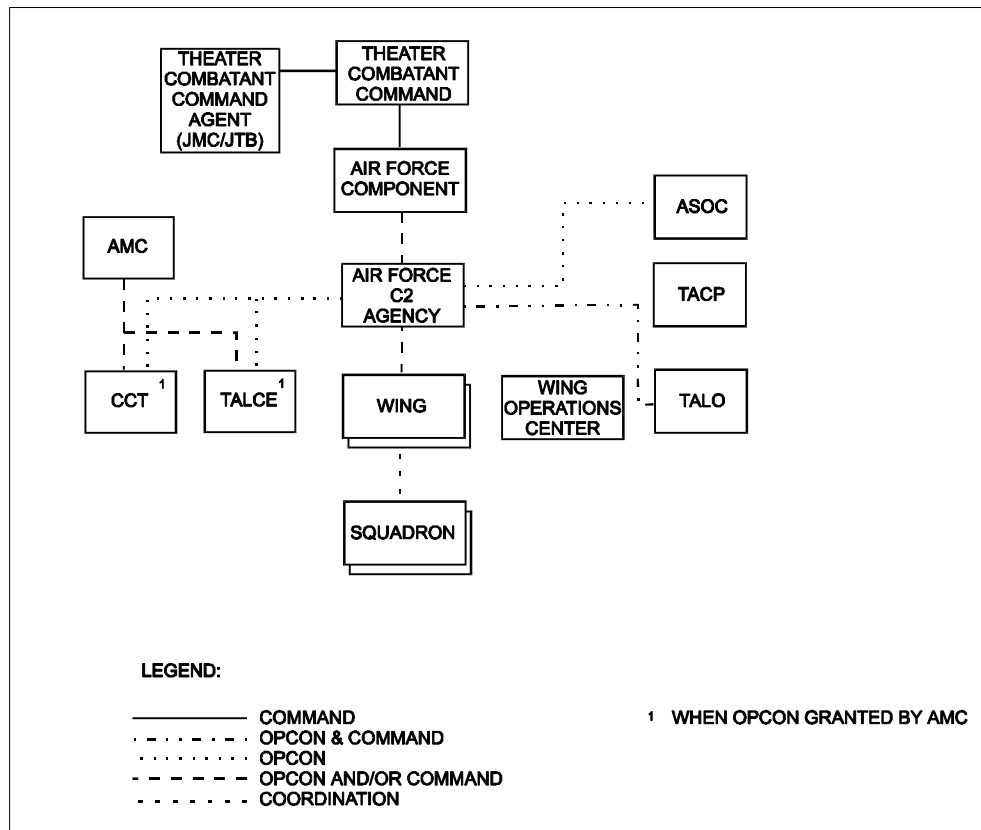 THEATER
COMBATANT
COMMAND
AGENT
(JMC/JTB)
THEATER
COMBATANT
COMMAND
AIR FORCE
COMPONENT
AMC
ASOC
AIR FORCE
C2
AGENCY
TACP
CCT 1
TALCE 1
WING
WING
OPERATIONS
CENTER
TALO
SQUADRON
LEGEND:
COMMAND
OPCON & COMMAND
OPCON
OPCON AND/OR COMMAND
COORDINATION
1 WHEN OPCON GRANTED BY AMC